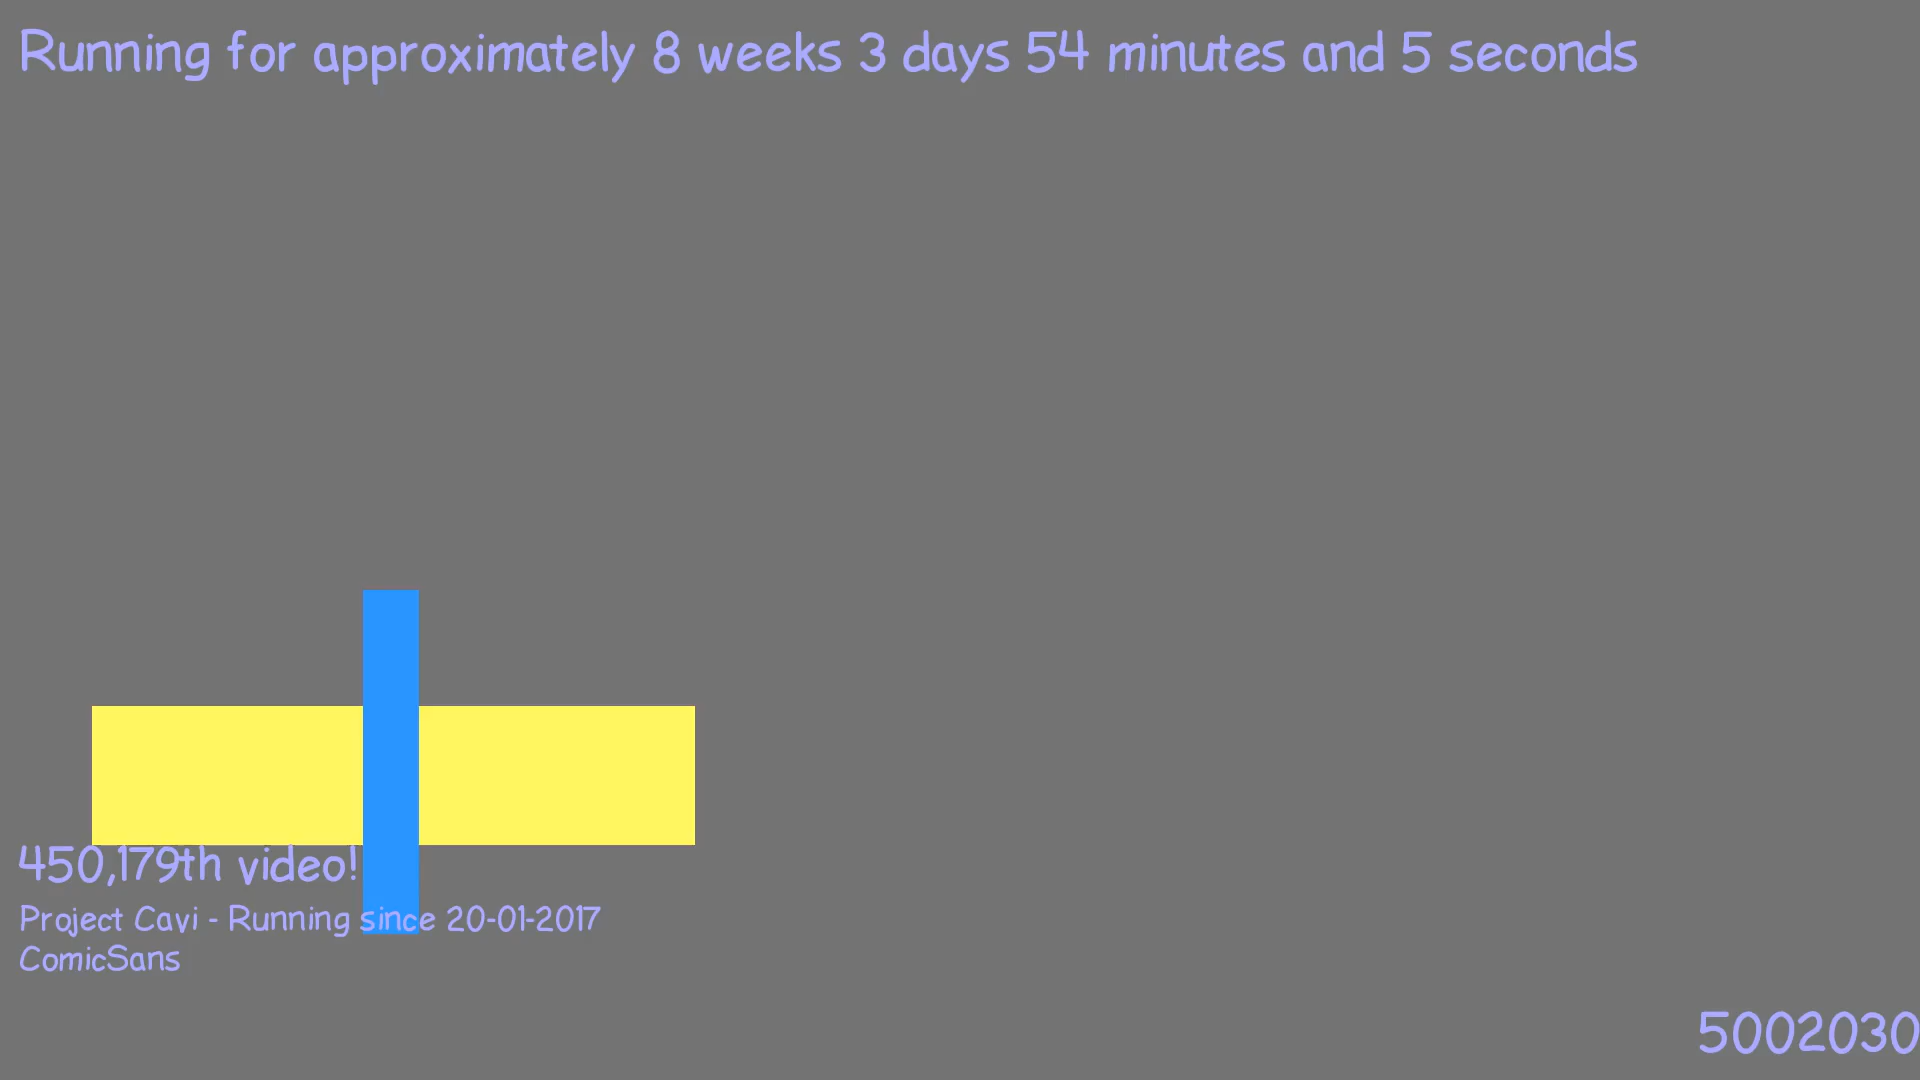 Running for approximately 8 weeks 3 days 54 minutes and 5 seconds
450,179th video!
Project Cavi - Running since 20-01-2017
ComicSans
5002030